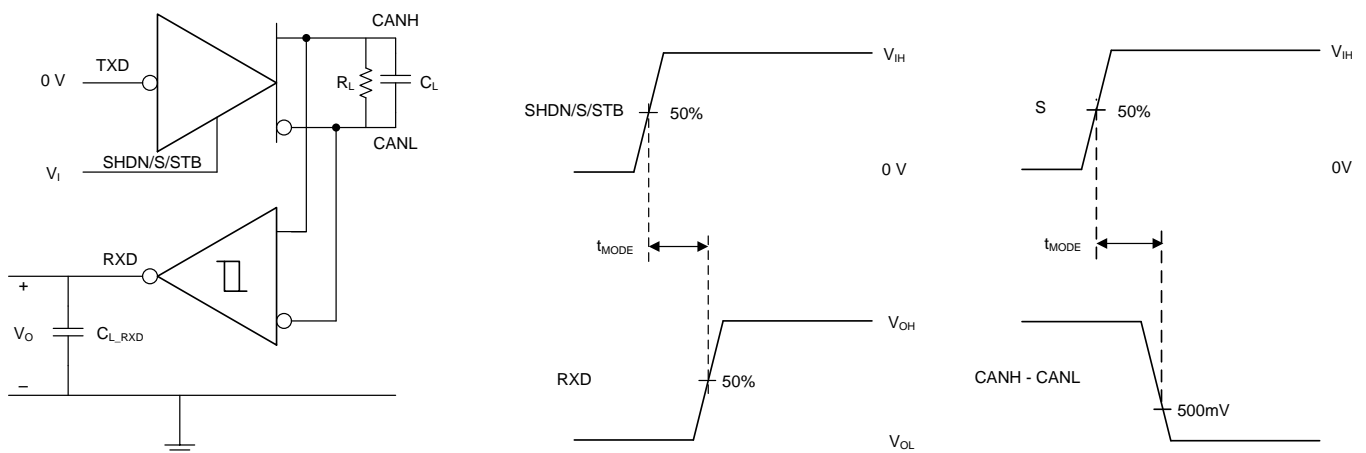 CANH
TXD
0 V
R_L
C_L
CANL
SHDN/S/STB
V_I
RXD
+
V_O
C_L_RXD
–
V_IH
SHDN/S/STB
50%
0 V
t_MODE
V_OH
RXD
50%
V_OL
V_IH
S
50%
0V
t_MODE
CANH - CANL
500mV